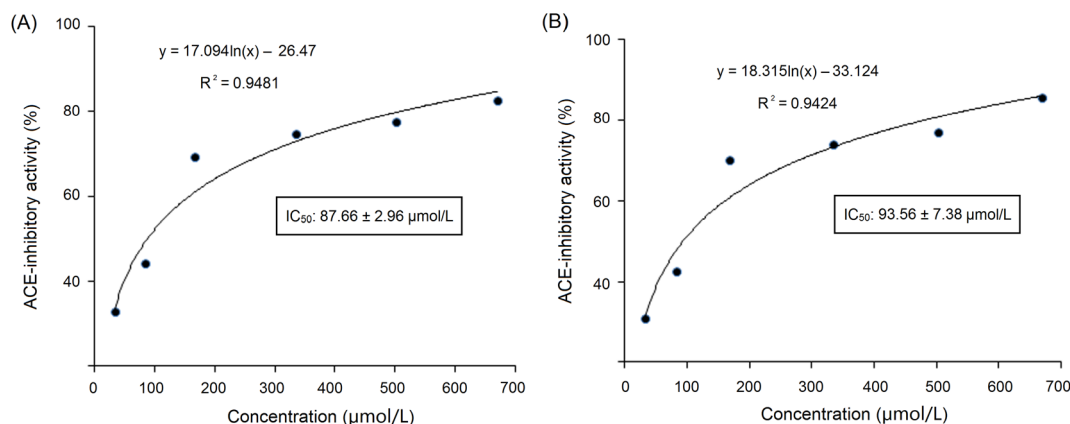 (A)
100
80
60
40
0
100
200
300
400
500
600
700
ACE-inhibitory activity (%)
Concentration (µmol/L)
y = 17.094ln(x) – 26.47
R² = 0.9481
IC₅₀: 87.66 ± 2.96 µmol/L
(B)
100
80
60
40
0
100
200
300
400
500
600
700
ACE-inhibitory activity (%)
Concentration (µmol/L)
y = 18.315ln(x) – 33.124
R² = 0.9424
IC₅₀: 93.56 ± 7.38 µmol/L